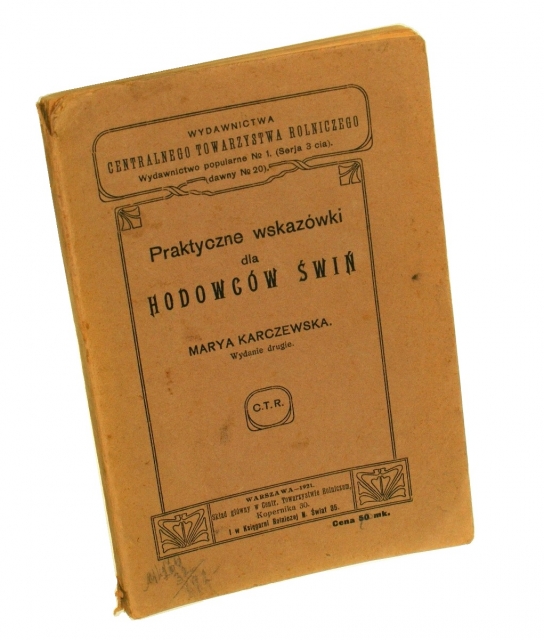 WYDAWNICTWA
CENTRALNEGO TOWARZYSTWA ROLNICZEGO
Wydawnictwo popularne № 1. (Serja 3 cia).
(dawny № 20).
Praktyczne wskazówki
dla
HODOWCÓW ŚWIŃ
MARYA KARCZEWSKA.
Wydanie drugie.
C.T.R.
WARSZAWA—1921.
Skład główny w Centr. Towarzystwie Rolniczem,
Kopernika 30.
i w Księgarni Rolniczej N. Świat 35.
Cena 50 mk.